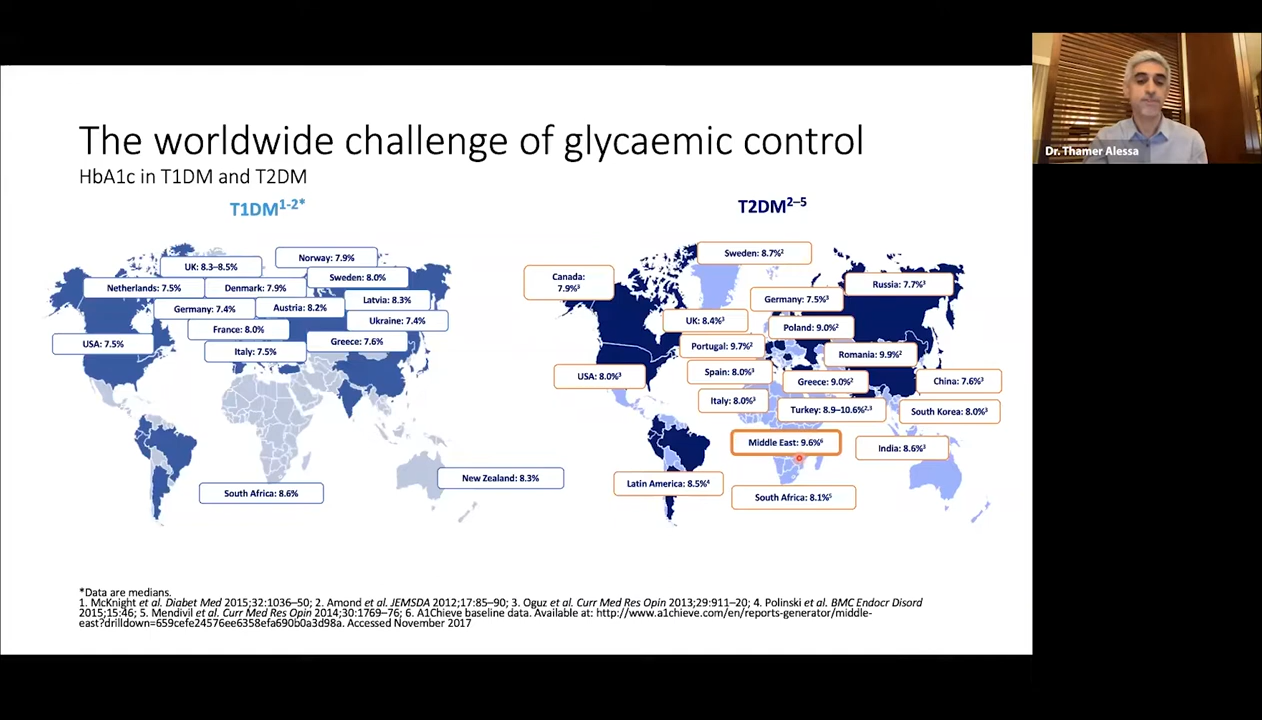 The worldwide challenge of glycaemic control
HbA1c in T1DM and T2DM
T1DM1-2*
Norway: 7.9%
UK: 8.3–8.5%
Sweden: 8.0%
Netherlands: 7.5%
Denmark: 7.9%
Latvia: 8.3%
Germany: 7.4%
Austria: 8.2%
Ukraine: 7.4%
France: 8.0%
USA: 7.5%
Greece: 7.6%
Italy: 7.5%
New Zealand: 8.3%
South Africa: 8.6%
T2DM2–5
Sweden: 8.7%2
Canada:
7.9%3
Russia: 7.7%3
Germany: 7.5%3
UK: 8.4%3
Poland: 9.0%2
Portugal: 9.7%2
Romania: 9.9%2
Spain: 8.0%3
USA: 8.0%3
Greece: 9.0%2
China: 7.6%3
Italy: 8.0%3
Turkey: 8.9–10.6%2,3
South Korea: 8.0%3
Middle East: 9.6%6
India: 8.6%3
Latin America: 8.5%4
South Africa: 8.1%5
*Data are medians.
1. McKnight et al. Diabet Med 2015;32:1036–50; 2. Amond et al. JEMSDA 2012;17:85–90; 3. Oguz et al. Curr Med Res Opin 2013;29:911–20; 4. Polinski et al. BMC Endocr Disord
2015;15:46; 5. Mendivil et al. Curr Med Res Opin 2014;30:1769–76; 6. A1Chieve baseline data. Available at: http://www.a1chieve.com/en/reports-generator/middle-
east?drilldown=659cefe24576ee6358efa690b0a3d98a. Accessed November 2017
Dr. Thamer Alessa